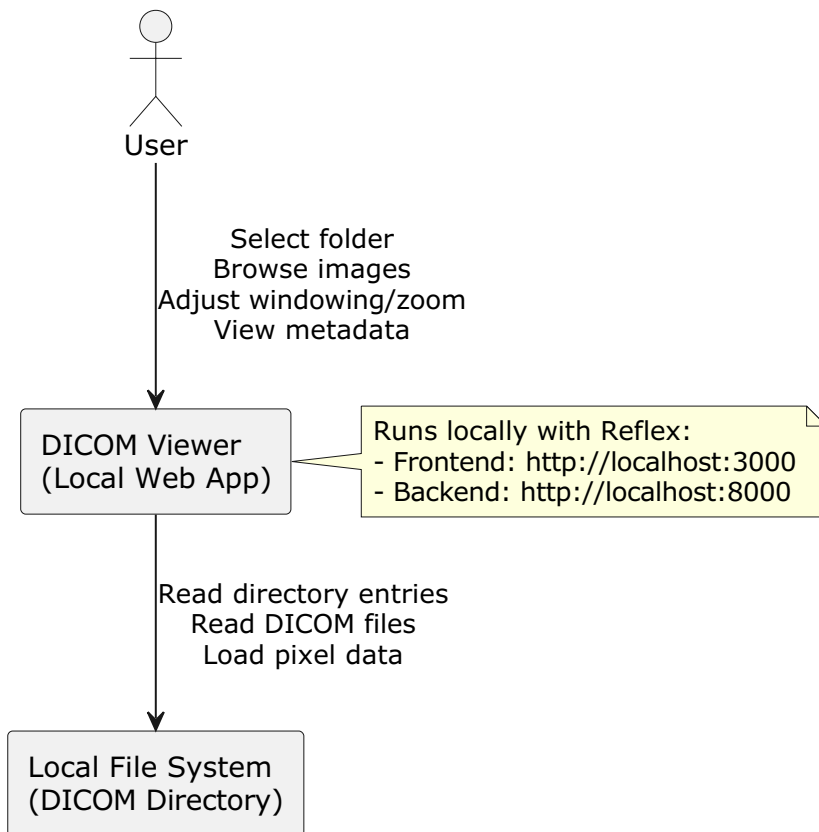 User
Select folder
Browse images
Adjust windowing/zoom
View metadata
DICOM Viewer
(Local Web App)
Runs locally with Reflex:
- Frontend: http://localhost:3000
- Backend: http://localhost:8000
Read directory entries
Read DICOM files
Load pixel data
Local File System
(DICOM Directory)